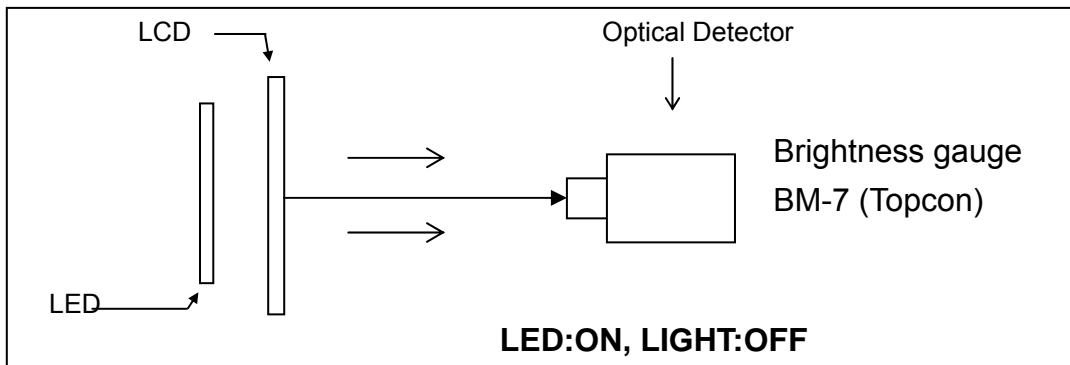 LCD
Optical Detector
Brightness gauge
BM-7 (Topcon)
LED
LED:ON, LIGHT:OFF